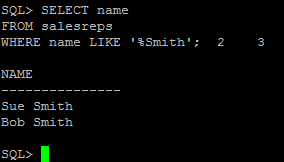 SQL> SELECT name
FROM salesreps
WHERE name LIKE '%Smith';  2    3

NAME
---------------
Sue Smith
Bob Smith

SQL>